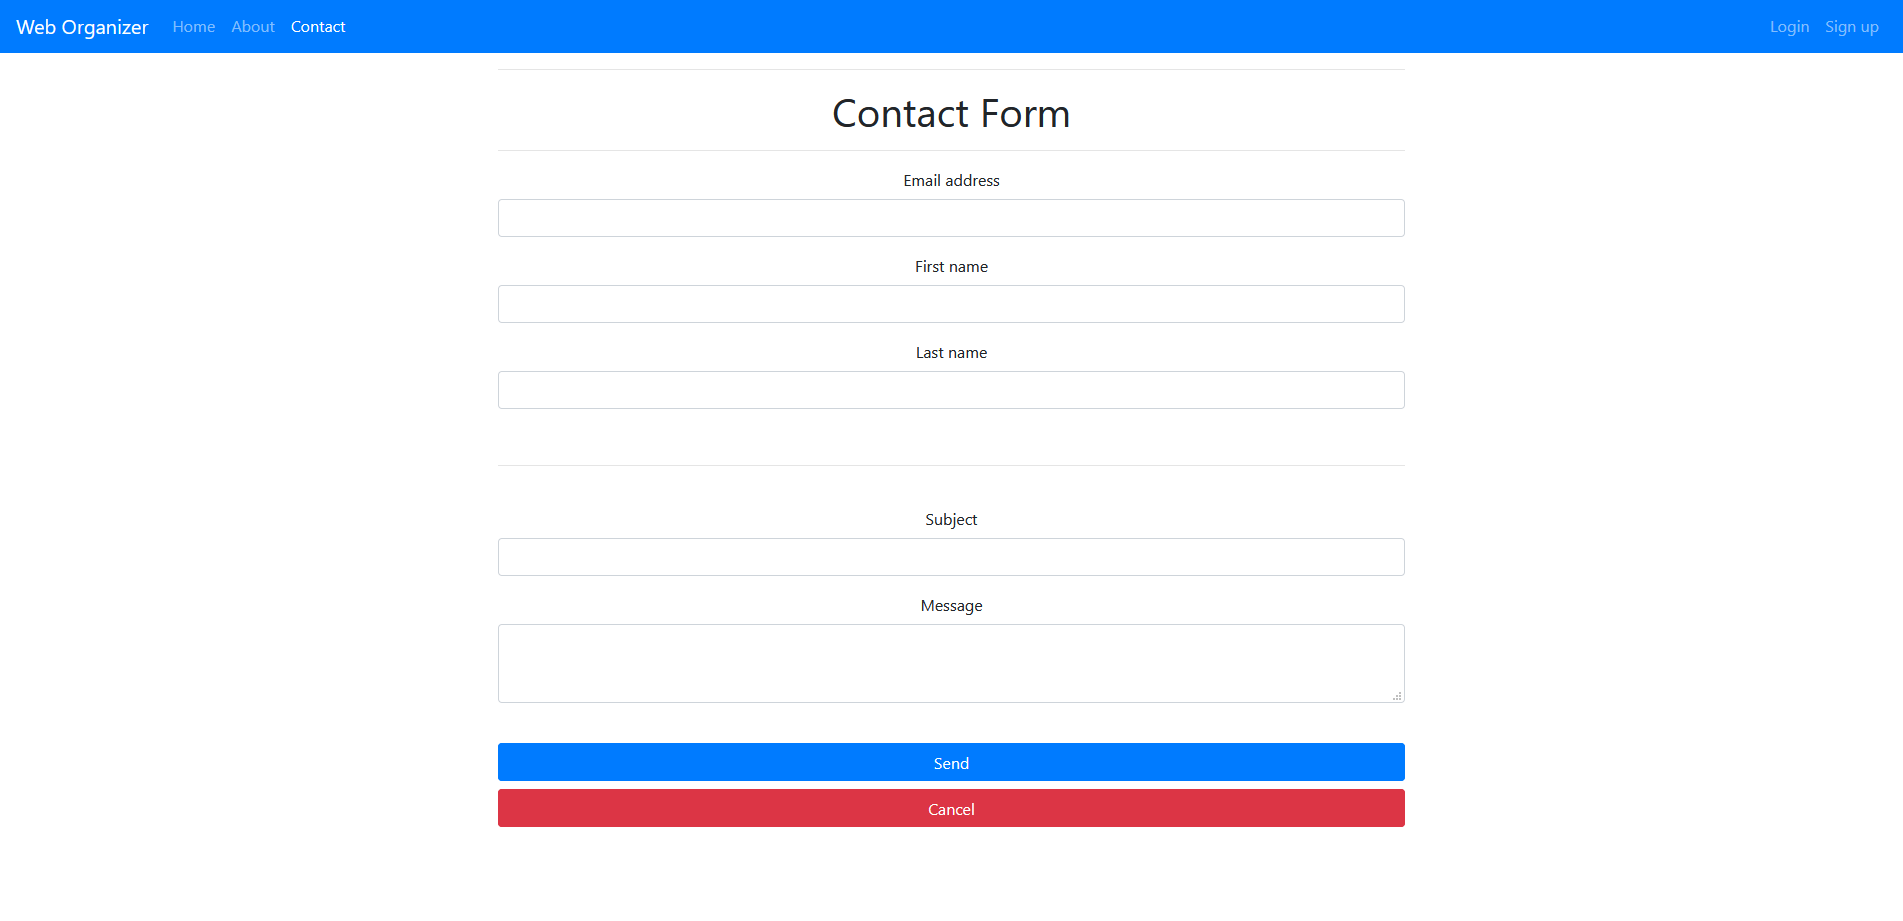 Web Organizer Home About Contact Login Sign up
Contact Form
Email address
First name
Last name
Subject
Message
Send
Cancel